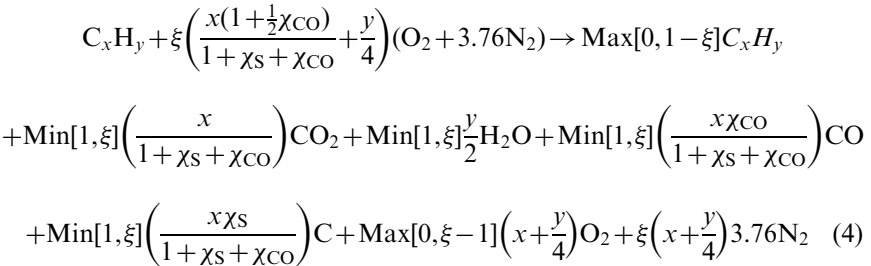 C_xH_y + ξ( x(1+½χ_CO) / (1+χ_S+χ_CO) + y/4 )(O_2+3.76N_2) → Max[0,1−ξ]C_xH_y
+Min[1,ξ]( x / (1+χ_S+χ_CO) )CO_2+Min[1,ξ] y/2 H_2O+Min[1,ξ]( xχ_CO / (1+χ_S+χ_CO) )CO
+Min[1,ξ]( xχ_S / (1+χ_S+χ_CO) )C+Max[0,ξ−1]( x+y/4 )O_2+ξ( x+y/4 )3.76N_2 (4)